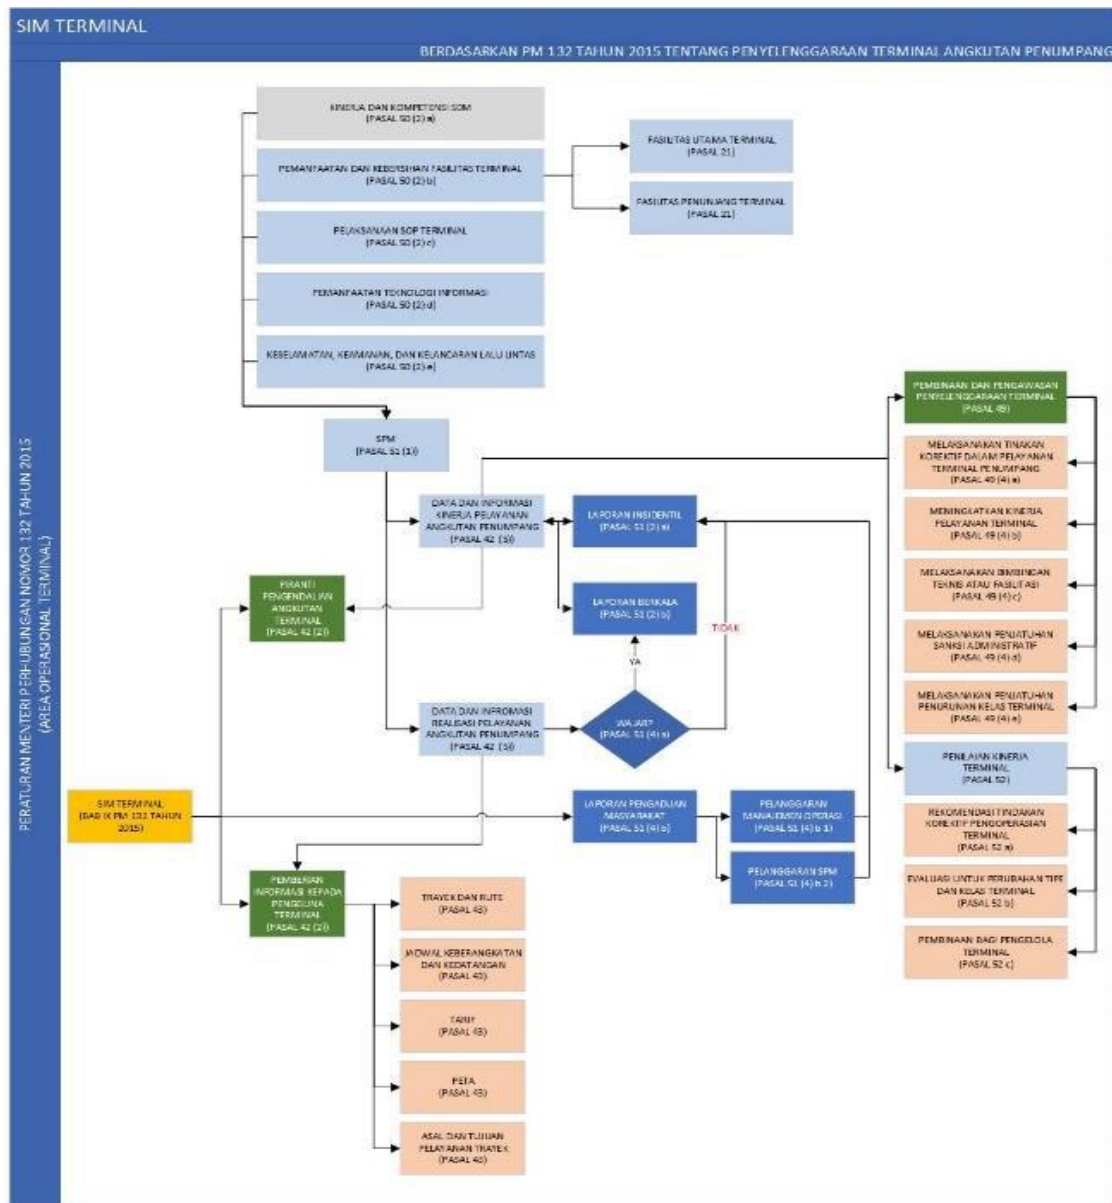 SIM TERMINAL
BERDASARKAN PM 132 TAHUN 2015 TENTANG PENYELENGGARAAN TERMINAL ANGKUTAN PENUMPANG
PERATURAN MENTERI PERHUBUNGAN NOMOR 132 TAHUN 2015
(AREA OPERASIONAL TERMINAL)
KINERJA DAN KOMPETENSI SDM
(PASAL 50 (2) a)
PEMANFAATAN DAN KEBERSIHAN FASILITAS TERMINAL
(PASAL 50 (2) b)
FASILITAS UTAMA TERMINAL
(PASAL 21)
FASILITAS PENUNJANG TERMINAL
(PASAL 21)
PELAKSANAAN SOP TERMINAL
(PASAL 50 (2) c)
PEMANFAATAN TEKNOLOGI INFORMASI
(PASAL 50 (2) d)
KESELAMATAN, KEAMANAN, DAN KELANCARAN LALU LINTAS
(PASAL 50 (2) e)
SPM
(PASAL 51 (1))
DATA DAN INFORMASI
KINERJA PELAYANAN
ANGKUTAN PENUMPANG
(PASAL 42 (5))
LAPORAN INSIDENTIL
(PASAL 51 (2) a)
LAPORAN BERKALA
(PASAL 51 (2) b)
TIDAK
YA
PIRANTI
PENGENDALIAN
ANGKUTAN
TERMINAL
(PASAL 42 (2))
DATA DAN INFROMASI
REALISASI PELAYANAN
ANGKUTAN PENUMPANG
(PASAL 42 (5))
WAJAR?
(PASAL 51 (4) a)
SIM TERMINAL
(BAB IX PM 132 TAHUN
2015)
LAPORAN PENGADUAN
MASYARAKAT
(PASAL 51 (4) b)
PELANGGARAN
MANAJEMEN OPERASI
(PASAL 51 (4) b 1)
PELANGGARAN SPM
(PASAL 51 (4) b 2)
PEMBERIAN
INFORMASI KEPADA
PENGGUNA
TERMINAL
(PASAL 42 (2))
TRAYEK DAN RUTE
(PASAL 43)
JADWAL KEBERANGKATAN
DAN KEDATANGAN
(PASAL 43)
TARIF
(PASAL 43)
PETA
(PASAL 43)
ASAL DAN TUJUAN
PELAYANAN TRAYEK
(PASAL 43)
PEMBINAAN DAN PENGAWASAN
PENYELENGGARAAN TERMINAL
(PASAL 49)
MELAKSANAKAN TINAKAN
KOREKTIF DALAM PELAYANAN
TERMINAL PENUMPANG
(PASAL 49 (4) a)
MENINGKATKAN KINERJA
PELAYANAN TERMINAL
(PASAL 49 (4) b)
MELAKSANAKAN BIMBINGAN
TEKNIS ATAU FASILITASI
(PASAL 49 (4) c)
MELAKSANAKAN PENJATUHAN
SANKSI ADMINISTRATIF
(PASAL 49 (4) d)
MELAKSANAKAN PENJATUHAN
PENURUNAN KELAS TERMINAL
(PASAL 49 (4) e)
PENILAIAN KINERJA
TERMINAL
(PASAL 52)
REKOMENDASI TINDAKAN
KOREKTIF PENGOPERASIAN
TERMINAL
(PASAL 52 a)
EVALUASI UNTUK PERUBAHAN TIPE
DAN KELAS TERMINAL
(PASAL 52 b)
PEMBINAAN BAGI PENGELOLA
TERMINAL
(PASAL 52 c)